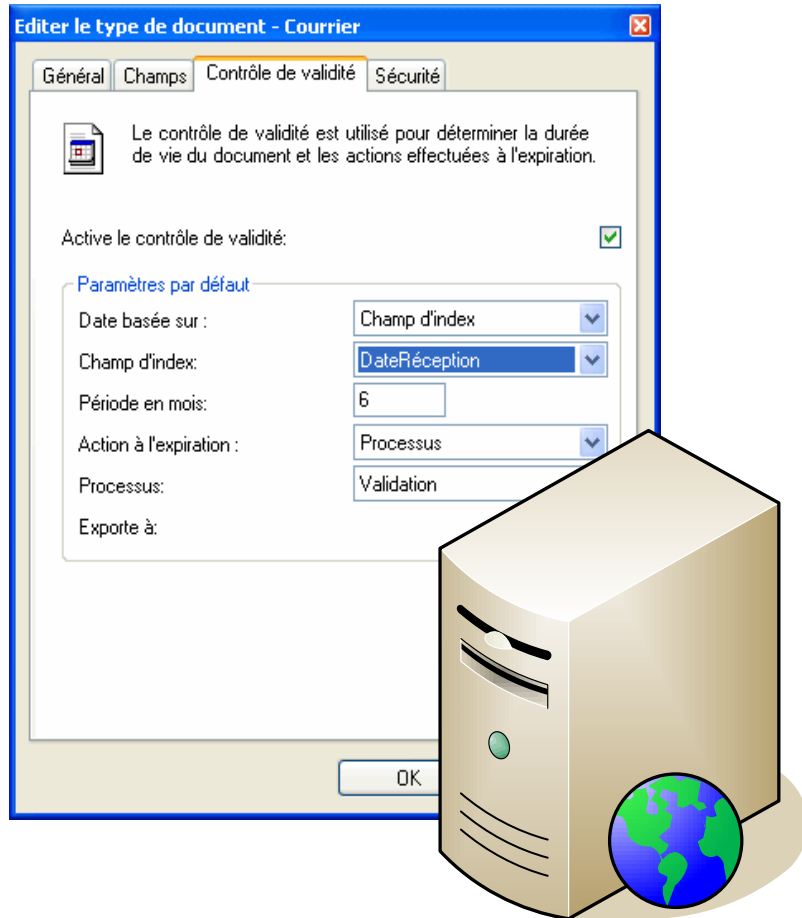 Editer le type de document - Courrier
Général Champs Contrôle de validité Sécurité
Le contrôle de validité est utilisé pour déterminer la durée
de vie du document et les actions effectuées à l'expiration.
Active le contrôle de validité:
Paramètres par défaut
Date basée sur : Champ d'index
Champ d'index: DateRéception
Période en mois: 6
Action à l'expiration : Processus
Processus: Validation
Exporte à:
OK